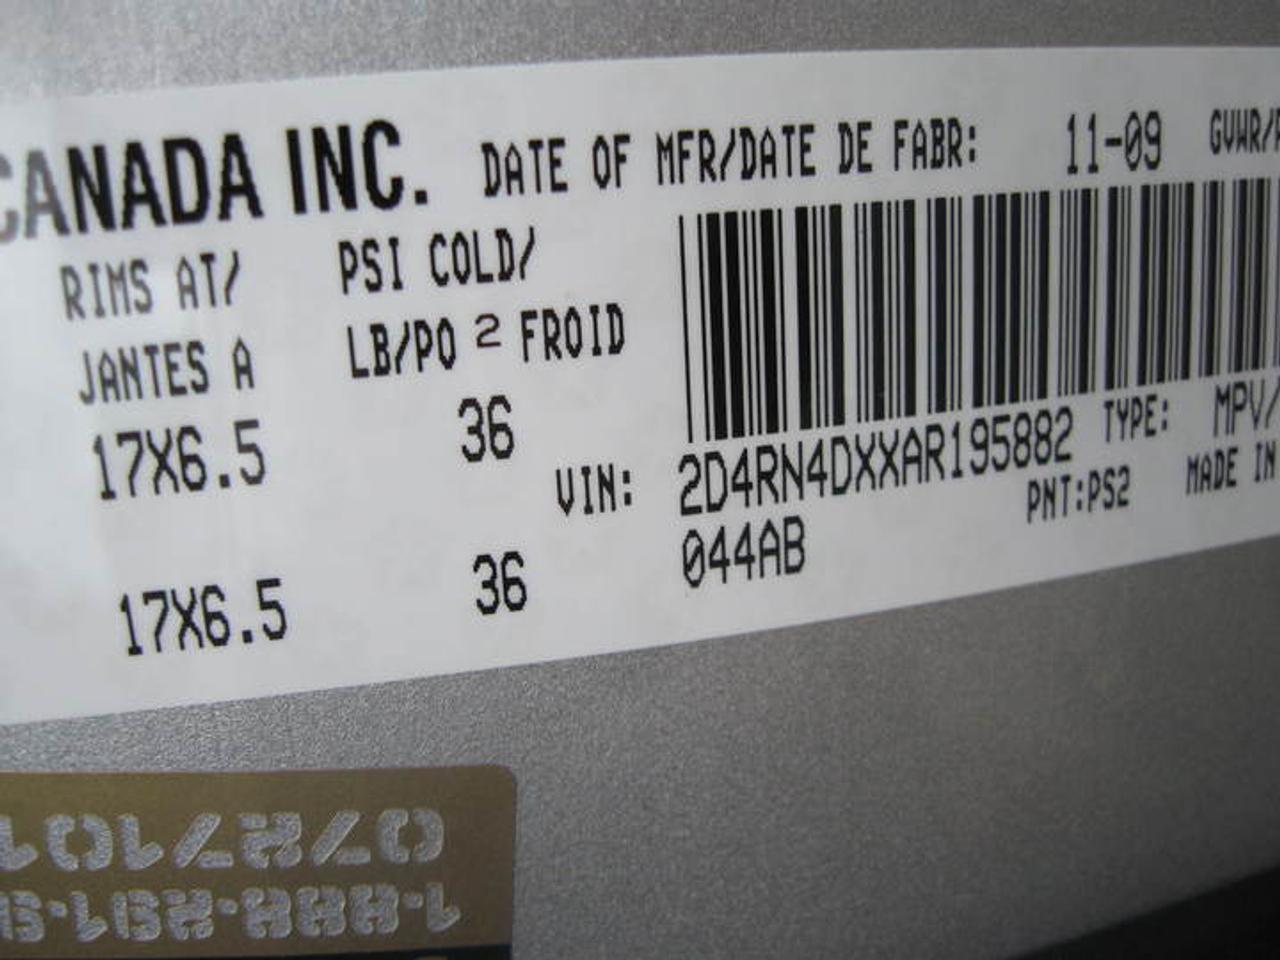 CANADA INC. DATE OF MFR/DATE DE FABR: 11-09 GVWR/
RIMS AT/ PSI COLD/
JANTES A LB/PO 2 FROID
17X6.5 36
VIN: 2D4RN4DXXAR195882 TYPE: MPV/
044AB PNT:PS2 MADE IN
17X6.5 36